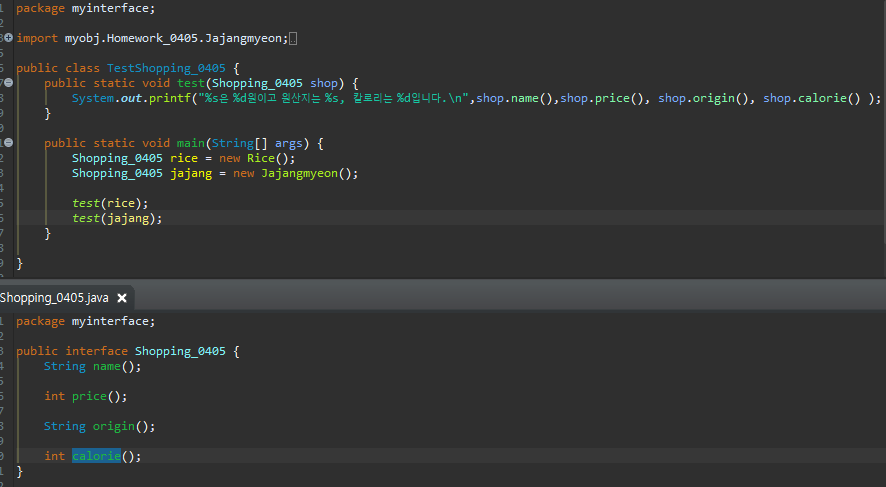 package myinterface;
import myobj.Homework_0405.Jajangmyeon;
public class TestShopping_0405 {
public static void test(Shopping_0405 shop) {
System.out.printf("%s은 %d원이고 원산지는 %s, 칼로리는 %d입니다.\n",shop.name(),shop.price(), shop.origin(), shop.calorie() );
}
public static void main(String[] args) {
Shopping_0405 rice = new Rice();
Shopping_0405 jajang = new Jajangmyeon();
test(rice);
test(jajang);
}
}
Shopping_0405.java
package myinterface;
public interface Shopping_0405 {
String name();
int price();
String origin();
int calorie();
}